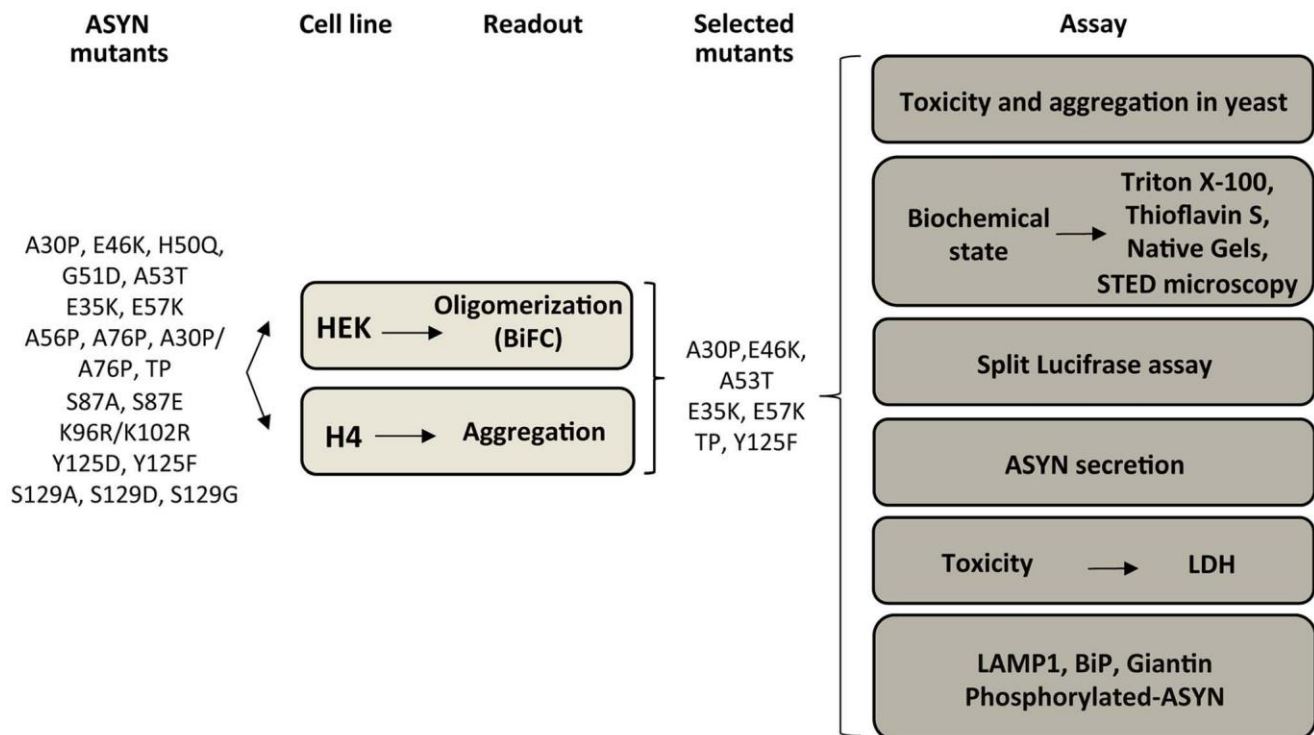 ASYN
mutants
Cell line
Readout
Selected
mutants
Assay
A30P, E46K, H50Q,
G51D, A53T
E35K, E57K
A56P, A76P, A30P/
A76P, TP
S87A, S87E
K96R/K102R
Y125D, Y125F
S129A, S129D, S129G
HEK
Oligomerization
(BiFC)
H4
Aggregation
A30P,E46K,
A53T
E35K, E57K
TP, Y125F
Toxicity and aggregation in yeast
Biochemical
state
Triton X-100,
Thioflavin S,
Native Gels,
STED microscopy
Split Lucifrase assay
ASYN secretion
Toxicity
LDH
LAMP1, BiP, Giantin
Phosphorylated-ASYN